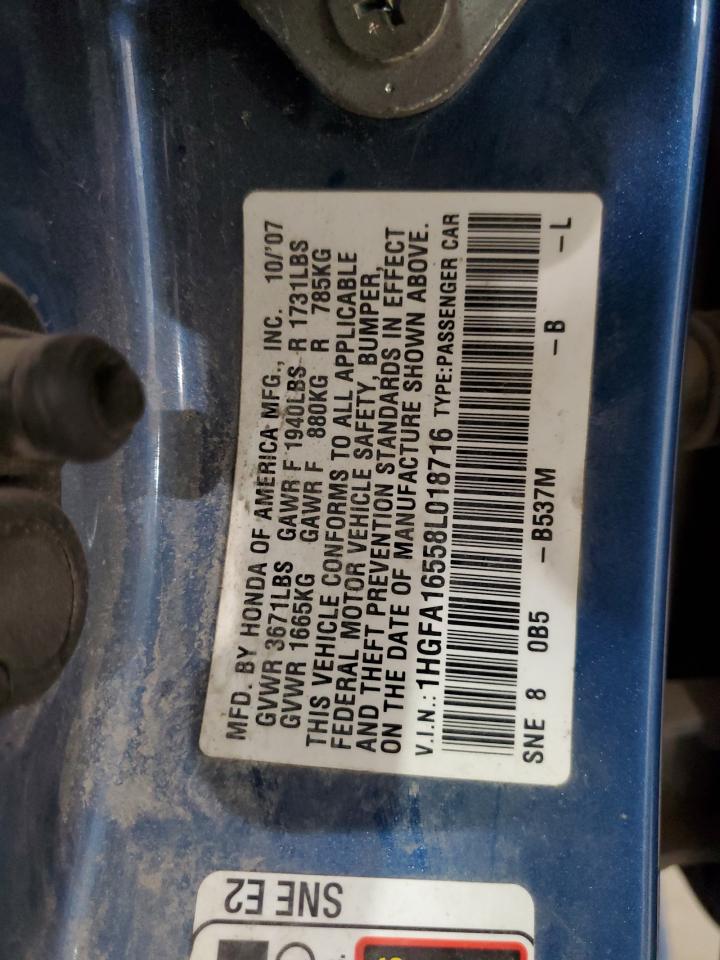 MFD. BY HONDA OF AMERICA MFG., INC. 10/'07
GVWR 3671LBS GAWR F 1940LBS R 1731LBS
GVWR 1665KG GAWR F 880KG R 785KG
THIS VEHICLE CONFORMS TO ALL APPLICABLE
FEDERAL MOTOR VEHICLE SAFETY, BUMPER,
AND THEFT PREVENTION STANDARDS IN EFFECT
ON THE DATE OF MANUFACTURE SHOWN ABOVE.
V.I.N.: 1HGFA16558L018716 TYPE:PASSENGER CAR
SNE 8 0B5 –B537M –B –L
SNE E2